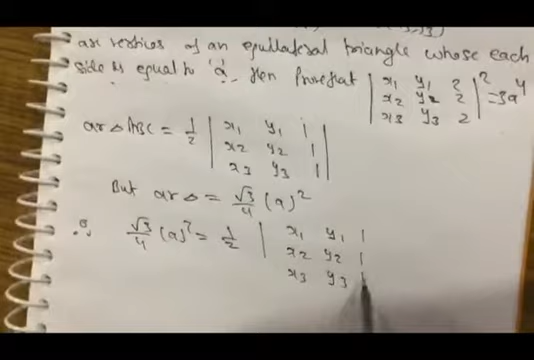 are vertices of an equilateral triangle whose each
side is equal to 'a', then Prove that | x1 y1 2 |² = 3a⁴
| x2 y2 2 |
| x3 y3 2 |
ar △ ABC = 1/2 | x1 y1 1 |
| x2 y2 1 |
| x3 y3 1 |
But ar △ = √3/4 (a)²
∴ √3/4 (a)² = 1/2 | x1 y1 1
x2 y2 1
x3 y3 1